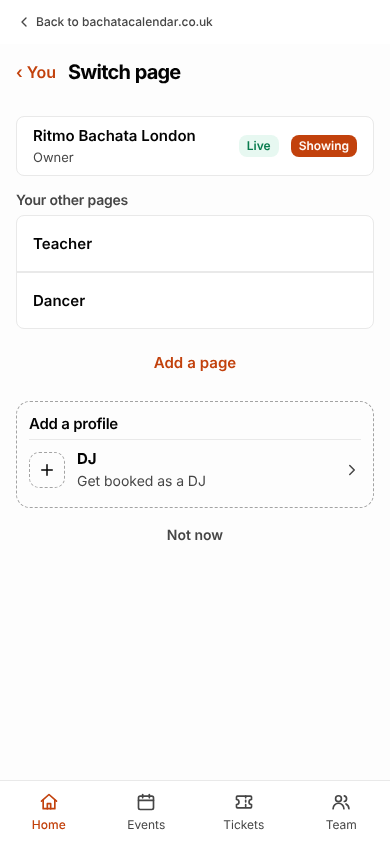 Back to bachatacalendar.co.uk
‹ You Switch page
Ritmo Bachata London
Owner
Live
Showing
Your other pages
Teacher
Dancer
Add a page
Add a profile
DJ
Get booked as a DJ
Not now
Home
Events
Tickets
Team